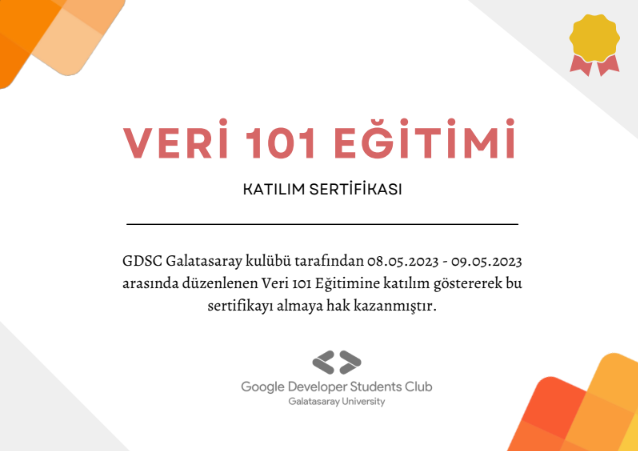 VERİ 101 EĞİTİMİ
KATILIM SERTİFİKASI
GDSC Galatasaray kulübü tarafından 08.05.2023 - 09.05.2023
arasında düzenlenen Veri 101 Eğitimine katılım göstererek bu
sertifikayı almaya hak kazanmıştır.
Google Developer Students Club
Galatasaray University